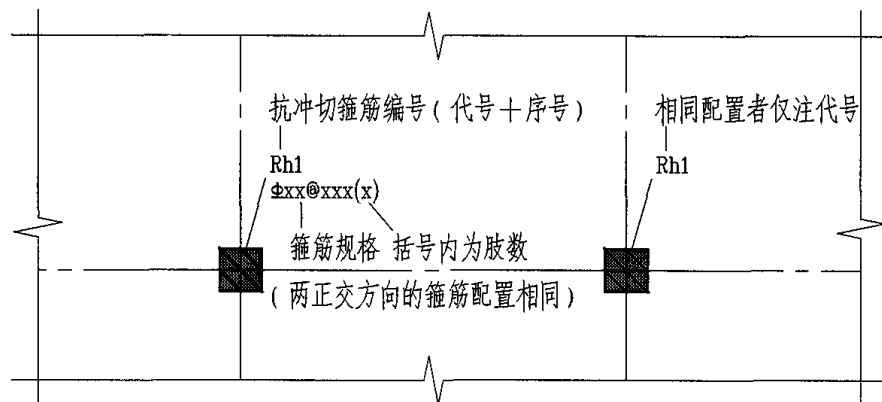 抗冲切箍筋编号(代号+序号)
相同配置者仅注代号
Rh1
Rh1
⌽xx@xxx(x)
箍筋规格 括号内为肢数
(两正交方向的箍筋配置相同)